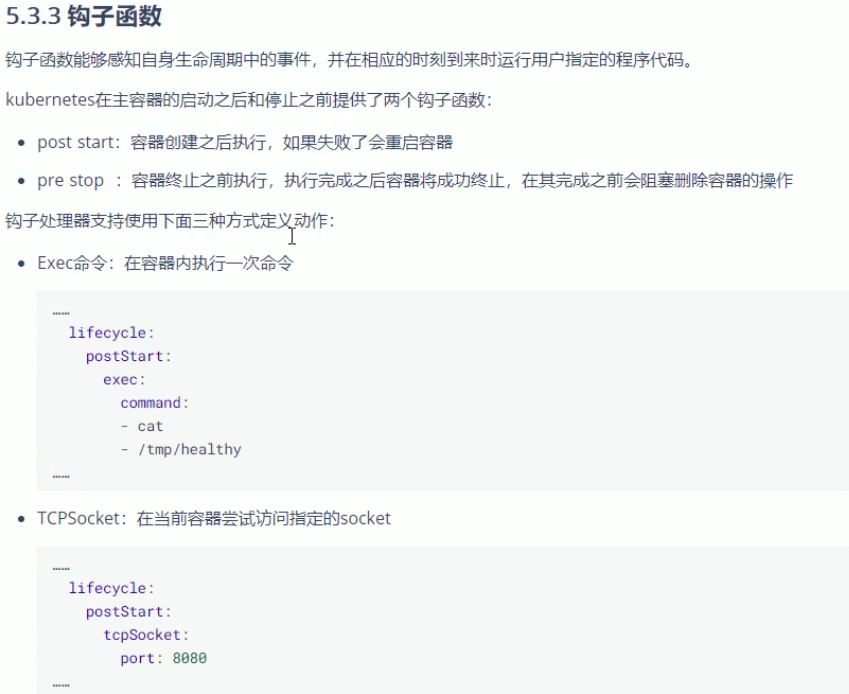 5.3.3 钩子函数
钩子函数能够感知自身生命周期中的事件，并在相应的时刻到来时运行用户指定的程序代码。
kubernetes在主容器的启动之后和停止之前提供了两个钩子函数：
• post start：容器创建之后执行，如果失败了会重启容器
• pre stop ：容器终止之前执行，执行完成之后容器将成功终止，在其完成之前会阻塞删除容器的操作
钩子处理器支持使用下面三种方式定义动作：
• Exec命令：在容器内执行一次命令
……
  lifecycle:
    postStart:
      exec:
        command:
        - cat
        - /tmp/healthy
……
• TCPSocket：在当前容器尝试访问指定的socket
……
  lifecycle:
    postStart:
      tcpSocket:
        port: 8080
……